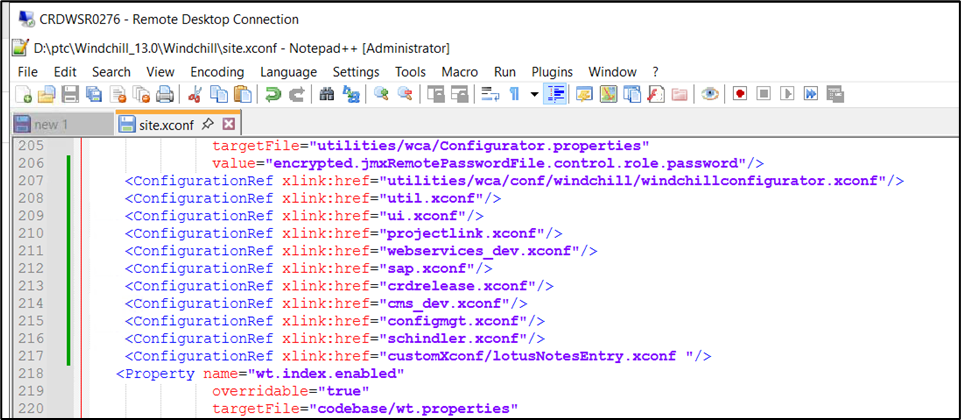 CRDWSR0276 - Remote Desktop Connection
D:\ptc\Windchill_13.0\Windchill\site.xconf - Notepad++ [Administrator]
File Edit Search View Encoding Language Settings Tools Macro Run Plugins Window ?
new 1 site.xconf
205 targetFile="utilities/wca/Configurator.properties"
206 value="encrypted.jmxRemotePasswordFile.control.role.password"/>
207 <ConfigurationRef xlink:href="utilities/wca/conf/windchill/windchillconfigurator.xconf"/>
208 <ConfigurationRef xlink:href="util.xconf"/>
209 <ConfigurationRef xlink:href="ui.xconf"/>
210 <ConfigurationRef xlink:href="projectlink.xconf"/>
211 <ConfigurationRef xlink:href="webservices_dev.xconf"/>
212 <ConfigurationRef xlink:href="sap.xconf"/>
213 <ConfigurationRef xlink:href="crdrelease.xconf"/>
214 <ConfigurationRef xlink:href="cms_dev.xconf"/>
215 <ConfigurationRef xlink:href="configmgt.xconf"/>
216 <ConfigurationRef xlink:href="schindler.xconf"/>
217 <ConfigurationRef xlink:href="customXconf/lotusNotesEntry.xconf "/>
218 <Property name="wt.index.enabled"
219 overridable="true"
220 targetFile="codebase/wt.properties"